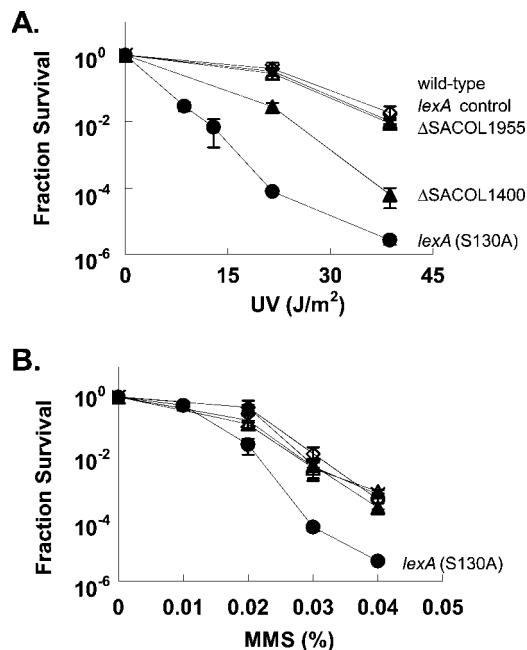 A.
Fraction Survival
10^0
10^-2
10^-4
10^-6
0 15 30 45
UV (J/m^2)
wild-type
lexA control
ΔSACOL1955
ΔSACOL1400
lexA (S130A)
B.
Fraction Survival
10^0
10^-2
10^-4
10^-6
0 0.01 0.02 0.03 0.04 0.05
MMS (%)
lexA (S130A)